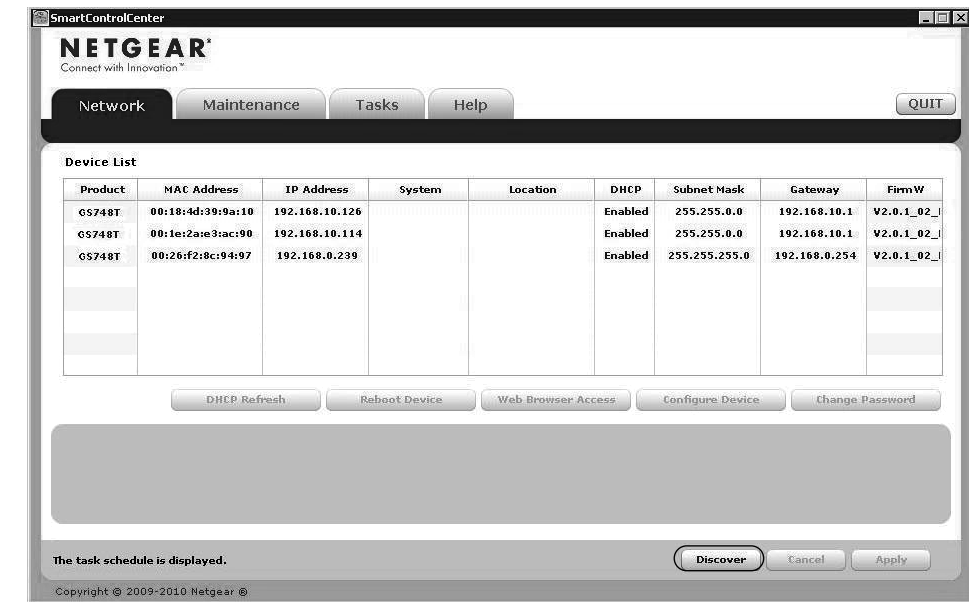 SmartControlCenter
NETGEAR®
Connect with Innovation™
Network Maintenance Tasks Help QUIT
Device List
Product MAC Address IP Address System Location DHCP Subnet Mask Gateway FirmW
GS748T 00:18:4d:39:9a:10 192.168.10.126 Enabled 255.255.0.0 192.168.10.1 V2.0.1_02_
GS748T 00:1e:2a:e3:ac:90 192.168.10.114 Enabled 255.255.0.0 192.168.10.1 V2.0.1_02_
GS748T 00:26:f2:8c:94:97 192.168.0.239 Enabled 255.255.255.0 192.168.0.254 V2.0.1_02_
DHCP Refresh Reboot Device Web Browser Access Configure Device Change Password
The task schedule is displayed. Discover Cancel Apply
Copyright © 2009-2010 Netgear ®